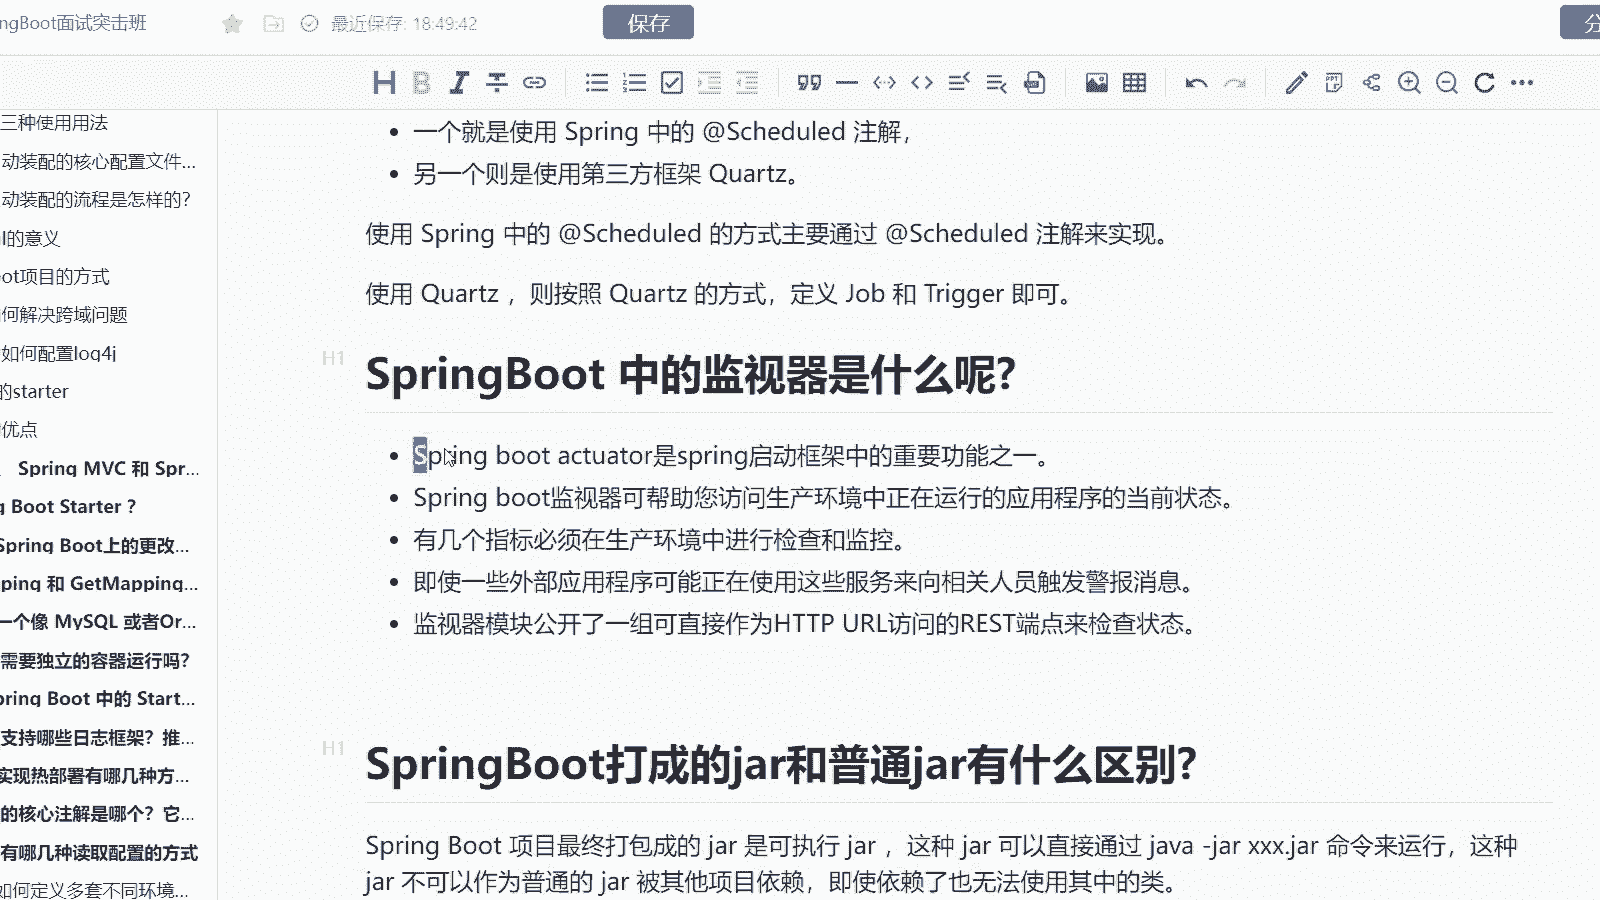 ngBoot面试突击班
最近保存: 18:49:42
保存
分
三种使用用法
动装配的核心配置文件...
动装配的流程是怎样的?
l的意义
ot项目的方式
何解决跨域问题
如何配置log4j
的starter
优点
、 Spring MVC 和 Spr...
g Boot Starter ?
Spring Boot上的更改...
ping 和 GetMapping...
一个像 MySQL 或者Or...
需要独立的容器运行吗?
pring Boot 中的 Start...
支持哪些日志框架? 推...
实现热部署有哪几种方...
的核心注解是哪个? 它...
有哪几种读取配置的方式
如何定义多套不同环境...
一个就是使用 Spring 中的 @Scheduled 注解,
另一个则是使用第三方框架 Quartz。
使用 Spring 中的 @Scheduled 的方式主要通过 @Scheduled 注解来实现。
使用 Quartz ,则按照 Quartz 的方式,定义 Job 和 Trigger 即可。
H1
SpringBoot 中的监视器是什么呢?
Spring boot actuator是spring启动框架中的重要功能之一。
Spring boot监视器可帮助您访问生产环境中正在运行的应用程序的当前状态。
有几个指标必须在生产环境中进行检查和监控。
即使一些外部应用程序可能正在使用这些服务来向相关人员触发警报消息。
监视器模块公开了一组可直接作为HTTP URL访问的REST端点来检查状态。
H1
SpringBoot打成的jar和普通jar有什么区别?
Spring Boot 项目最终打包成的 jar 是可执行 jar ,这种 jar 可以直接通过 java -jar xxx.jar 命令来运行,这种
jar 不可以作为普通的 jar 被其他项目依赖,即使依赖了也无法使用其中的类。